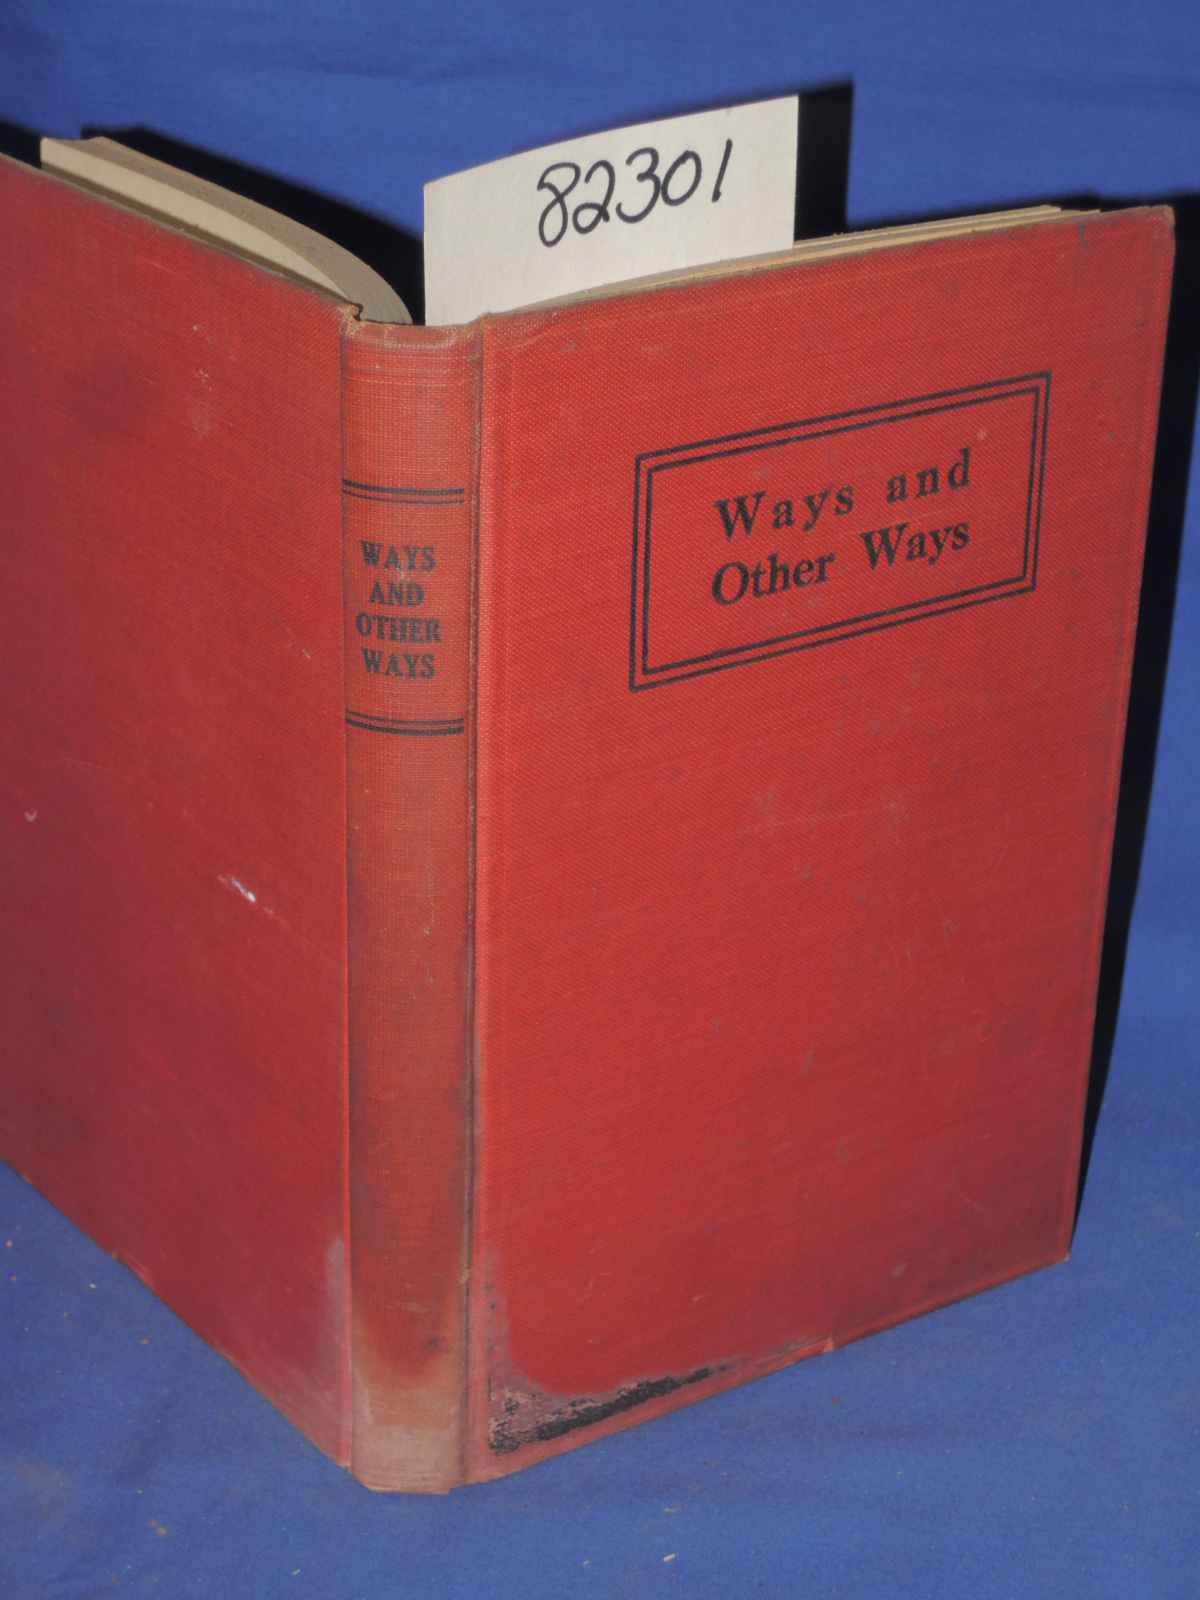 82301
WAYS
AND
OTHER
WAYS
Ways and
Other Ways